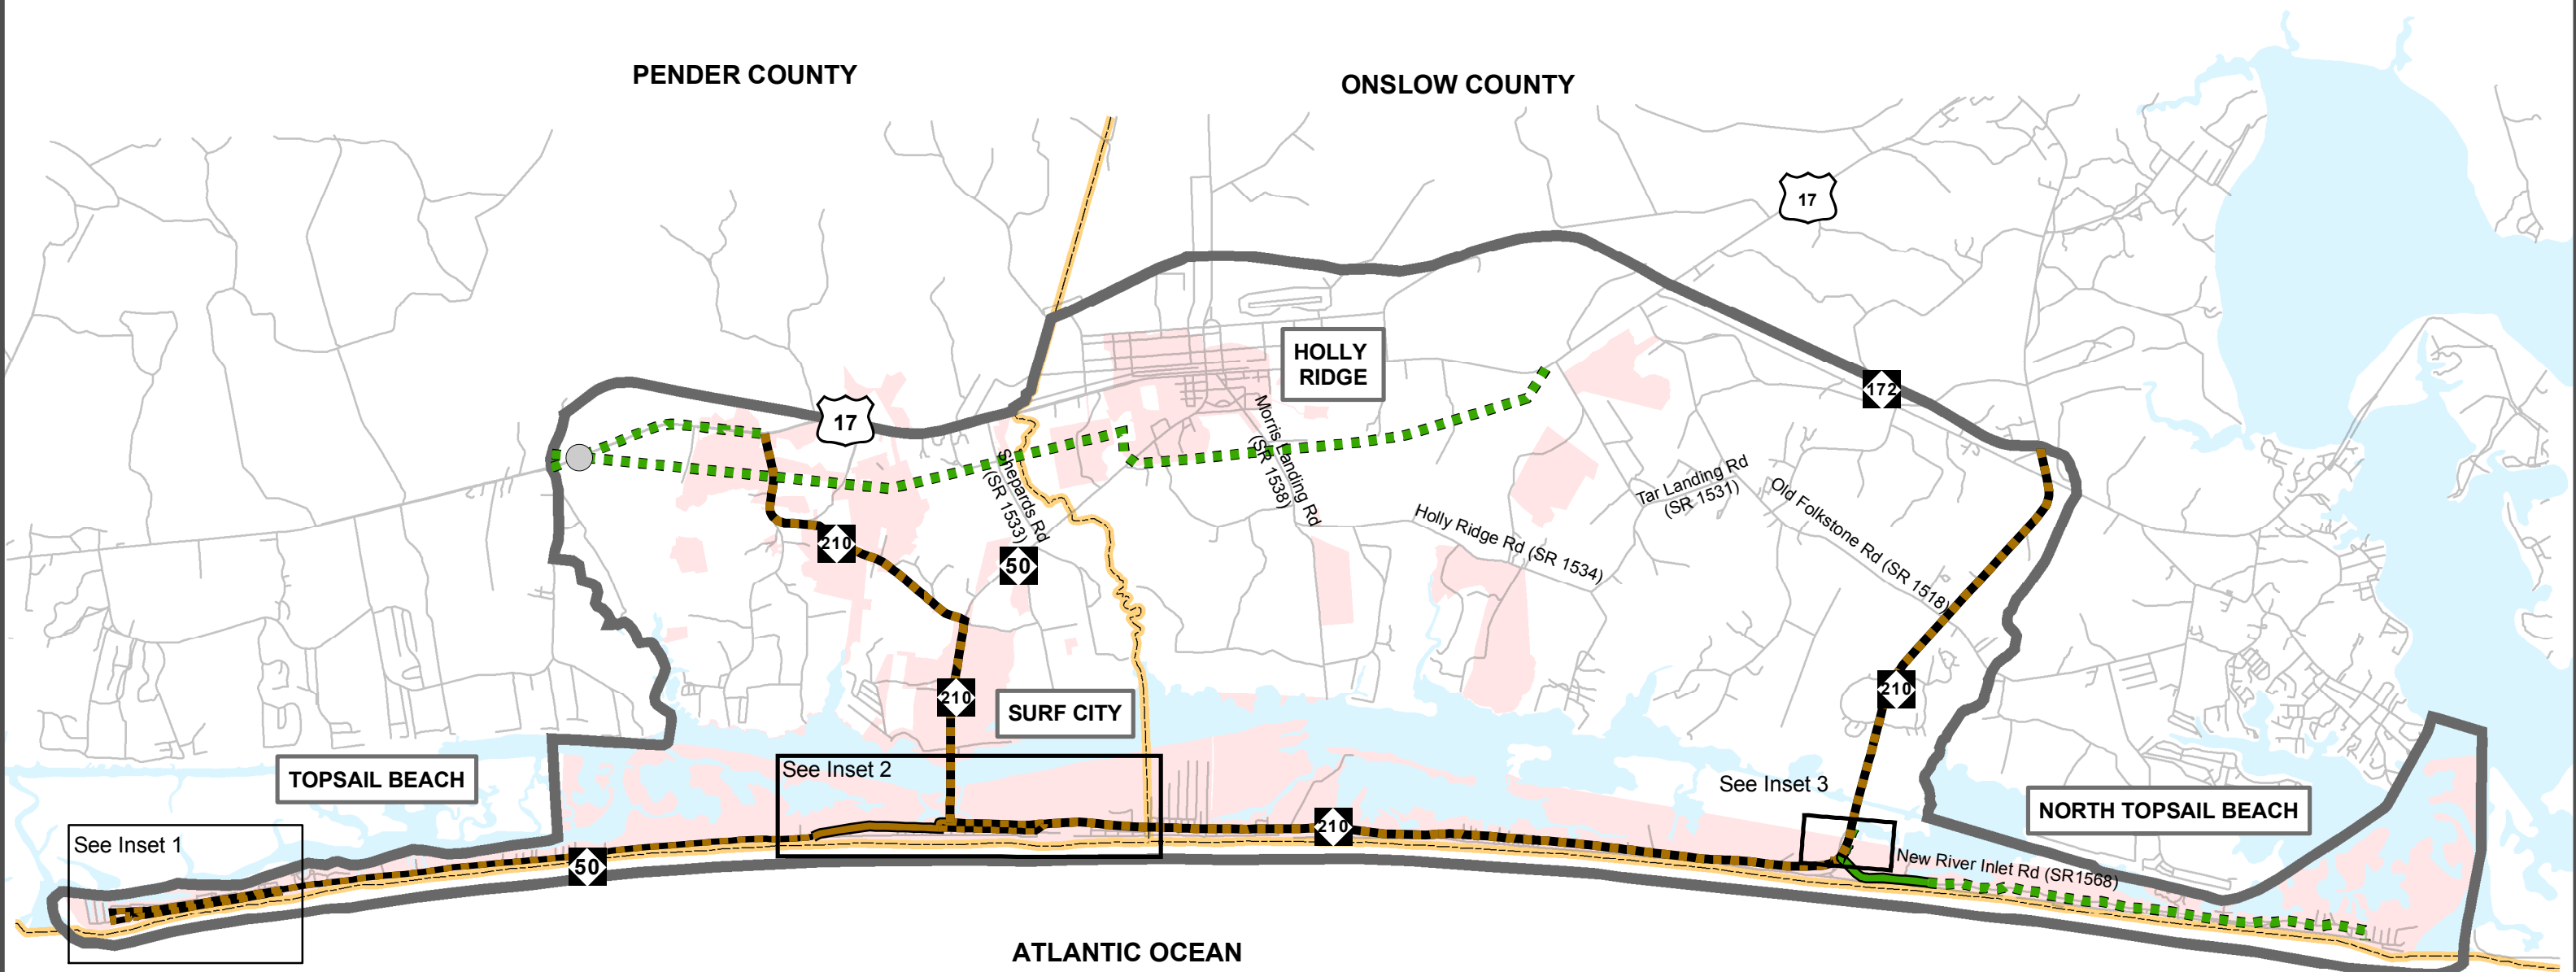 PENDER COUNTY
ONSLOW COUNTY
17
HOLLY
RIDGE
172
17
Morris Landing Rd
(SR 1538)
Shepards Rd
(SR 1533)
Tar Landing Rd
(SR 1531)
Old Folkstone Rd (SR 1518)
Holly Ridge Rd (SR 1534)
210
50
210
210
SURF CITY
See Inset 2
TOPSAIL BEACH
See Inset 3
NORTH TOPSAIL BEACH
210
See Inset 1
50
New River Inlet Rd (SR1568)
ATLANTIC OCEAN